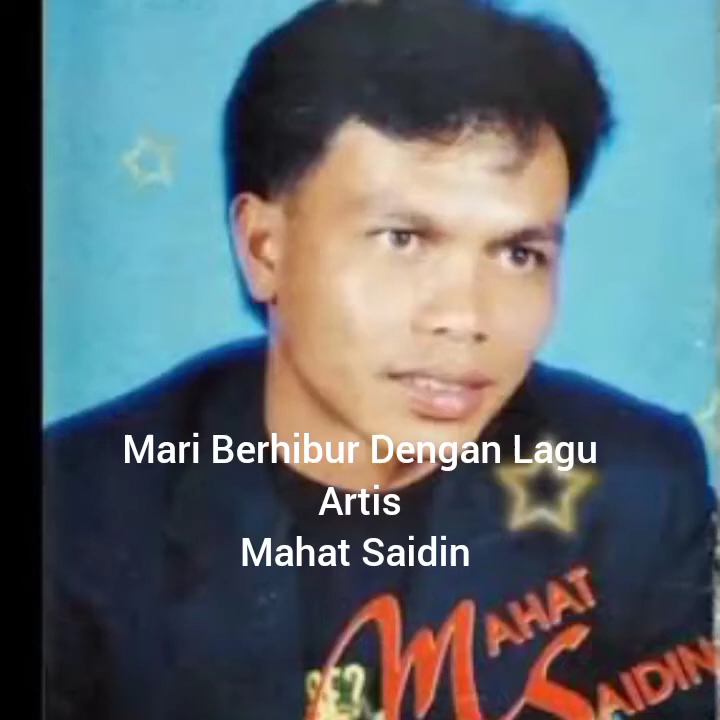 Mari Berhibur Dengan Lagu
Artis
Mahat Saidin
MAHAT
SAIDIN